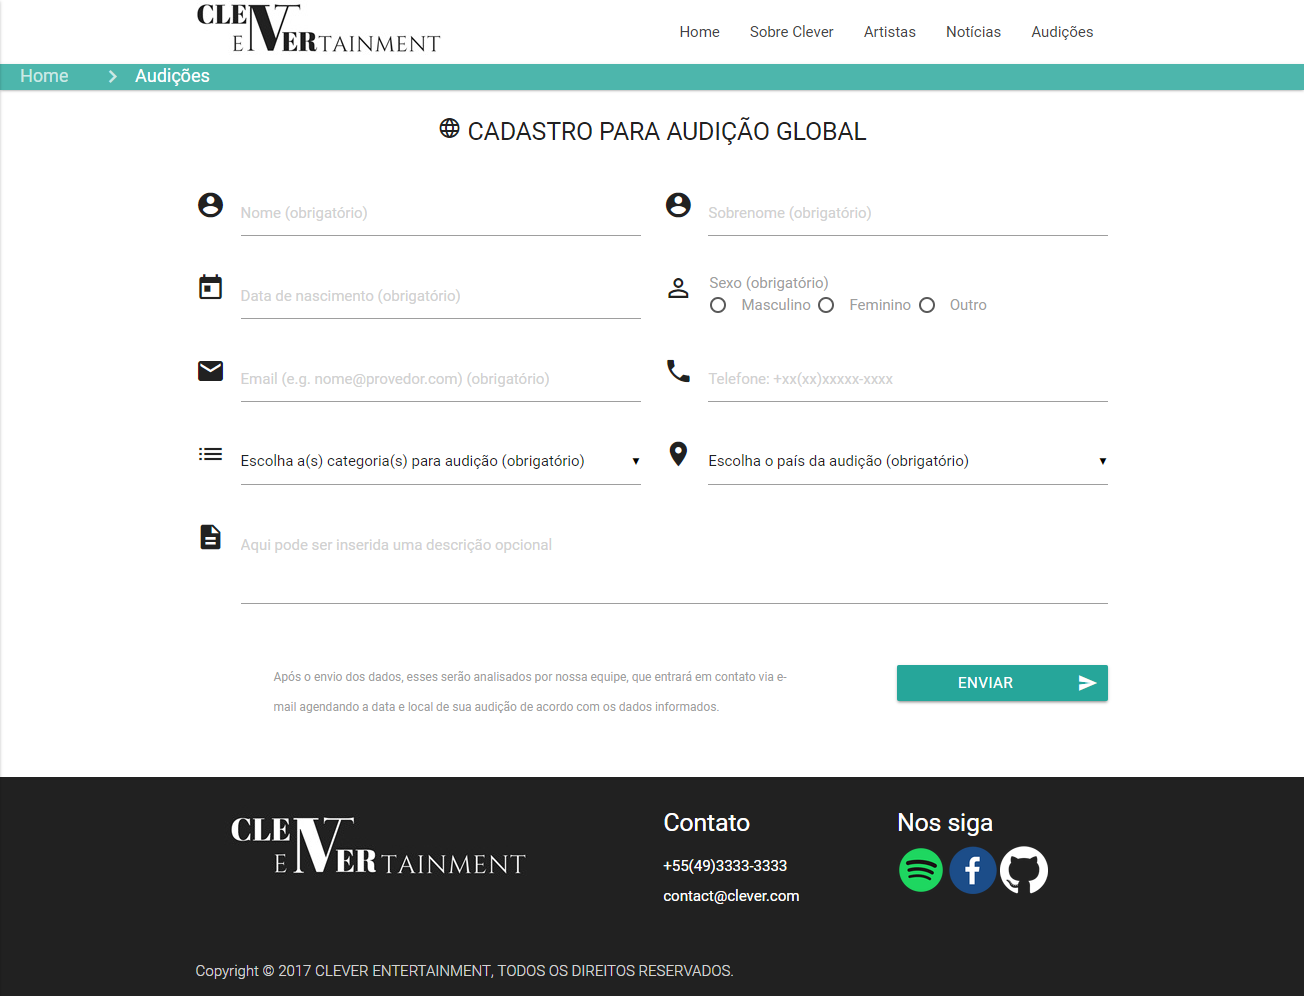 CLEVER
ENTERTAINMENT
Home Sobre Clever Artistas Notícias Audições
Home Audições
CADASTRO PARA AUDIÇÃO GLOBAL
Nome (obrigatório) Sobrenome (obrigatório)
Data de nascimento (obrigatório)
Sexo (obrigatório)
Masculino Feminino Outro
Email (e.g. nome@provedor.com) (obrigatório) Telefone: +xx(xx)xxxxx-xxxx
Escolha a(s) categoria(s) para audição (obrigatório) ▼ Escolha o país da audição (obrigatório) ▼
Aqui pode ser inserida uma descrição opcional
Após o envio dos dados, esses serão analisados por nossa equipe, que entrará em contato via e-
mail agendando a data e local de sua audição de acordo com os dados informados.
ENVIAR
CLEVER
ENTERTAINMENT
Contato
+55(49)3333-3333
contact@clever.com
Nos siga
Copyright © 2017 CLEVER ENTERTAINMENT, TODOS OS DIREITOS RESERVADOS.